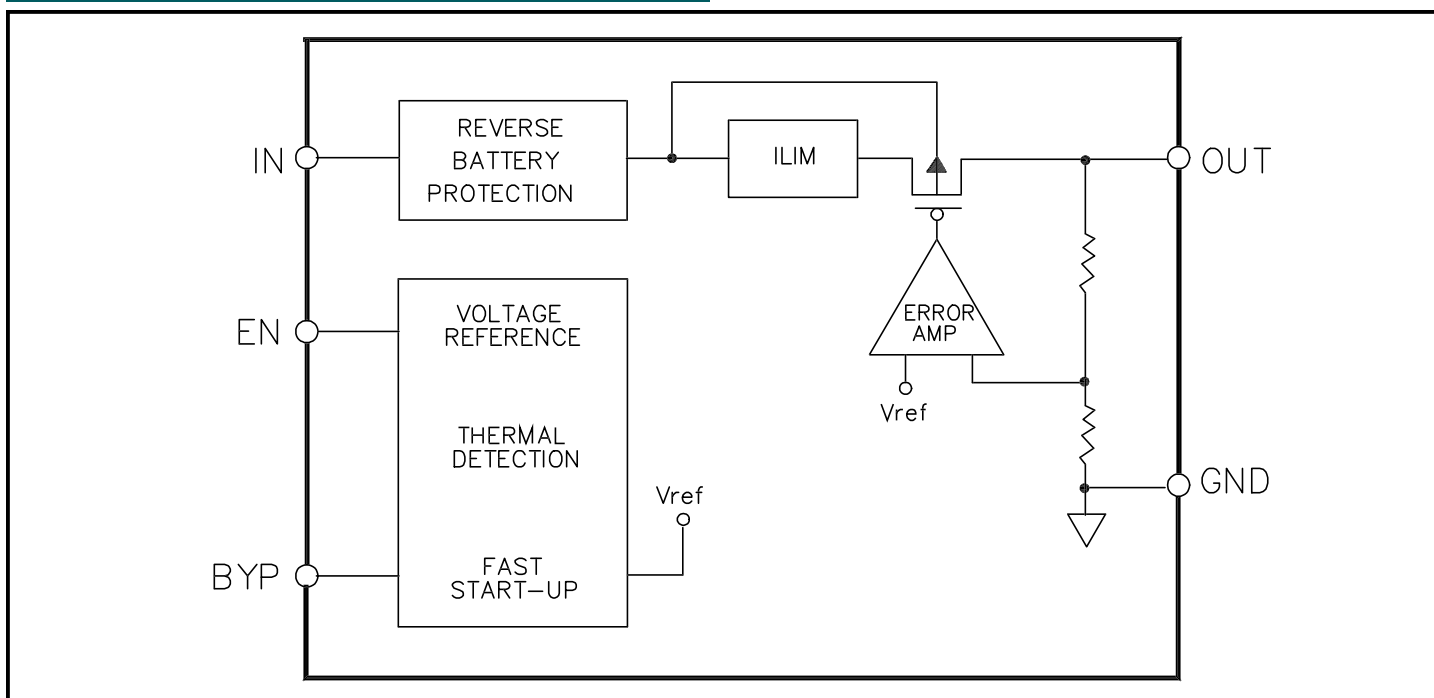 IN
REVERSE
BATTERY
PROTECTION
ILIM
OUT
EN
VOLTAGE
REFERENCE
ERROR
AMP
Vref
THERMAL
DETECTION
Vref
GND
BYP
FAST
START-UP